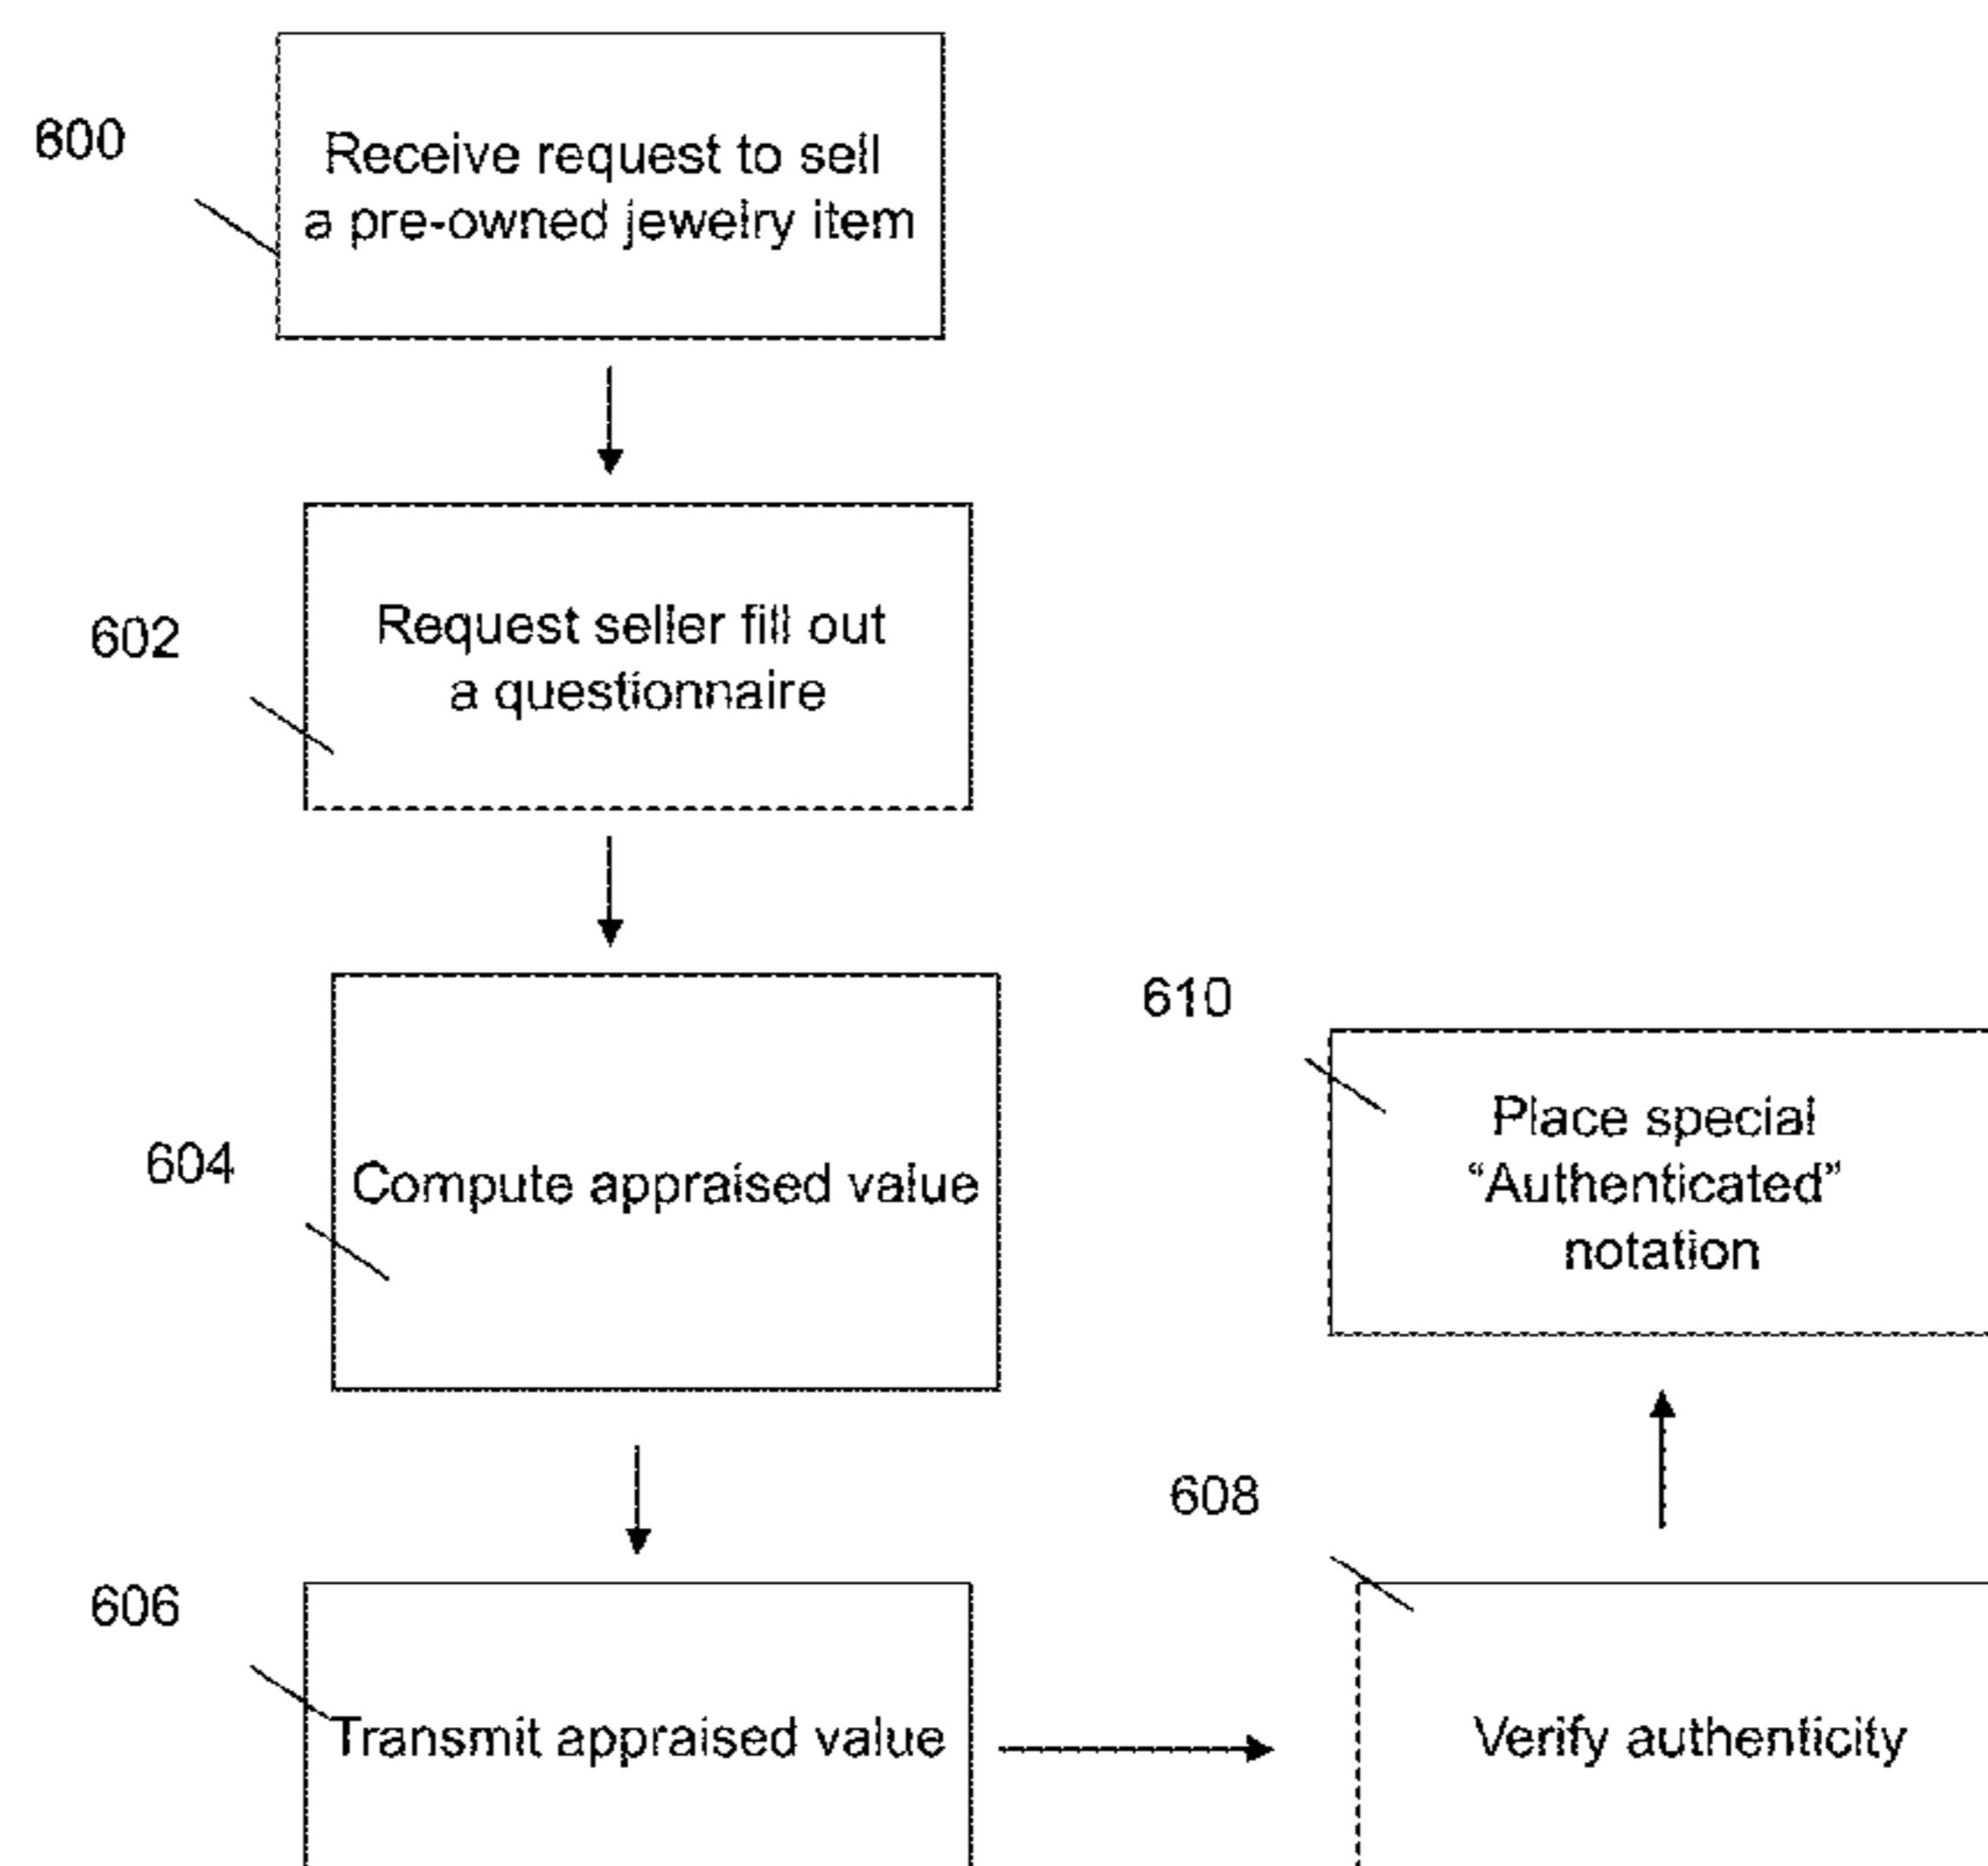 600
Receive request to sell
a pre-owned jewelry item
602
Request seller fill out
a questionnaire
604
Compute appraised value
606
Transmit appraised value
608
Verify authenticity
610
Place special
“Authenticated”
notation